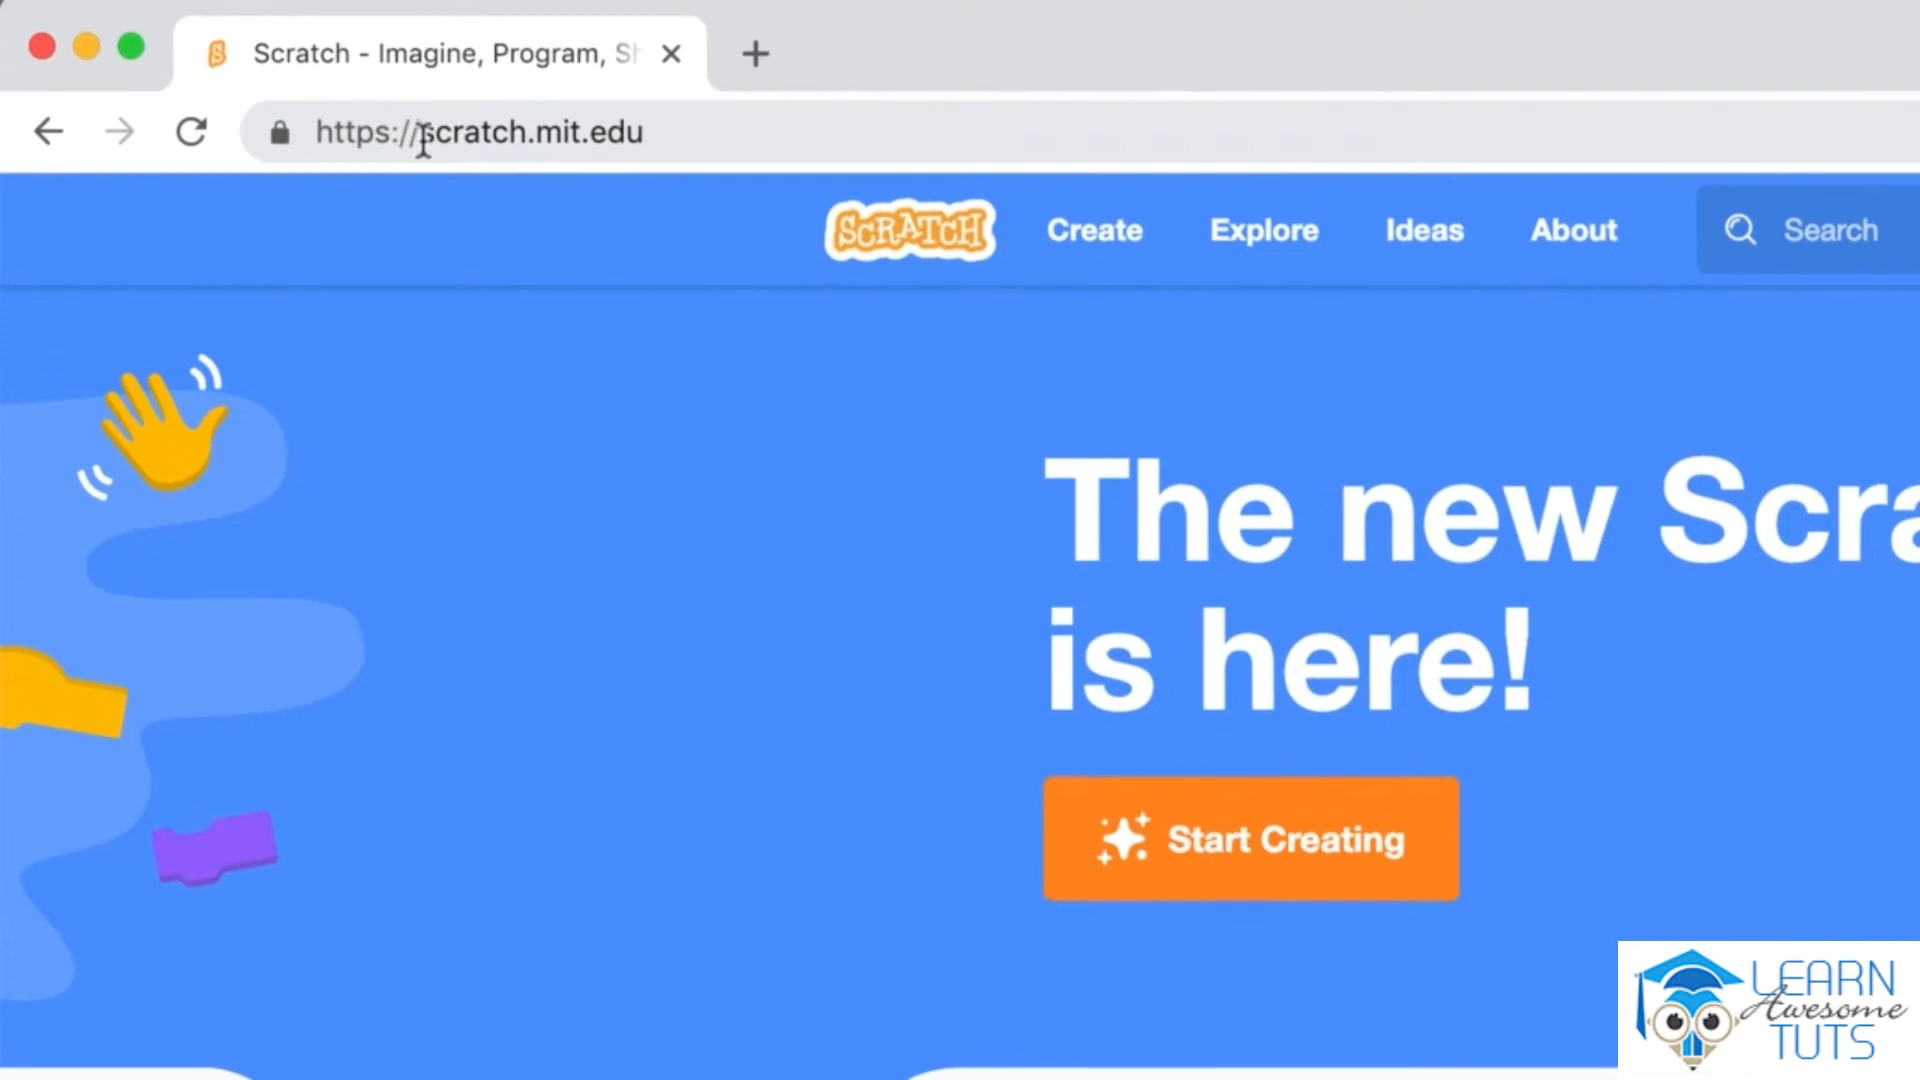 Scratch - Imagine, Program, Sh
https://scratch.mit.edu
SCRATCH
Create
Explore
Ideas
About
Search
The new Scra
is here!
Start Creating
LEARN
Awesome
TUTS